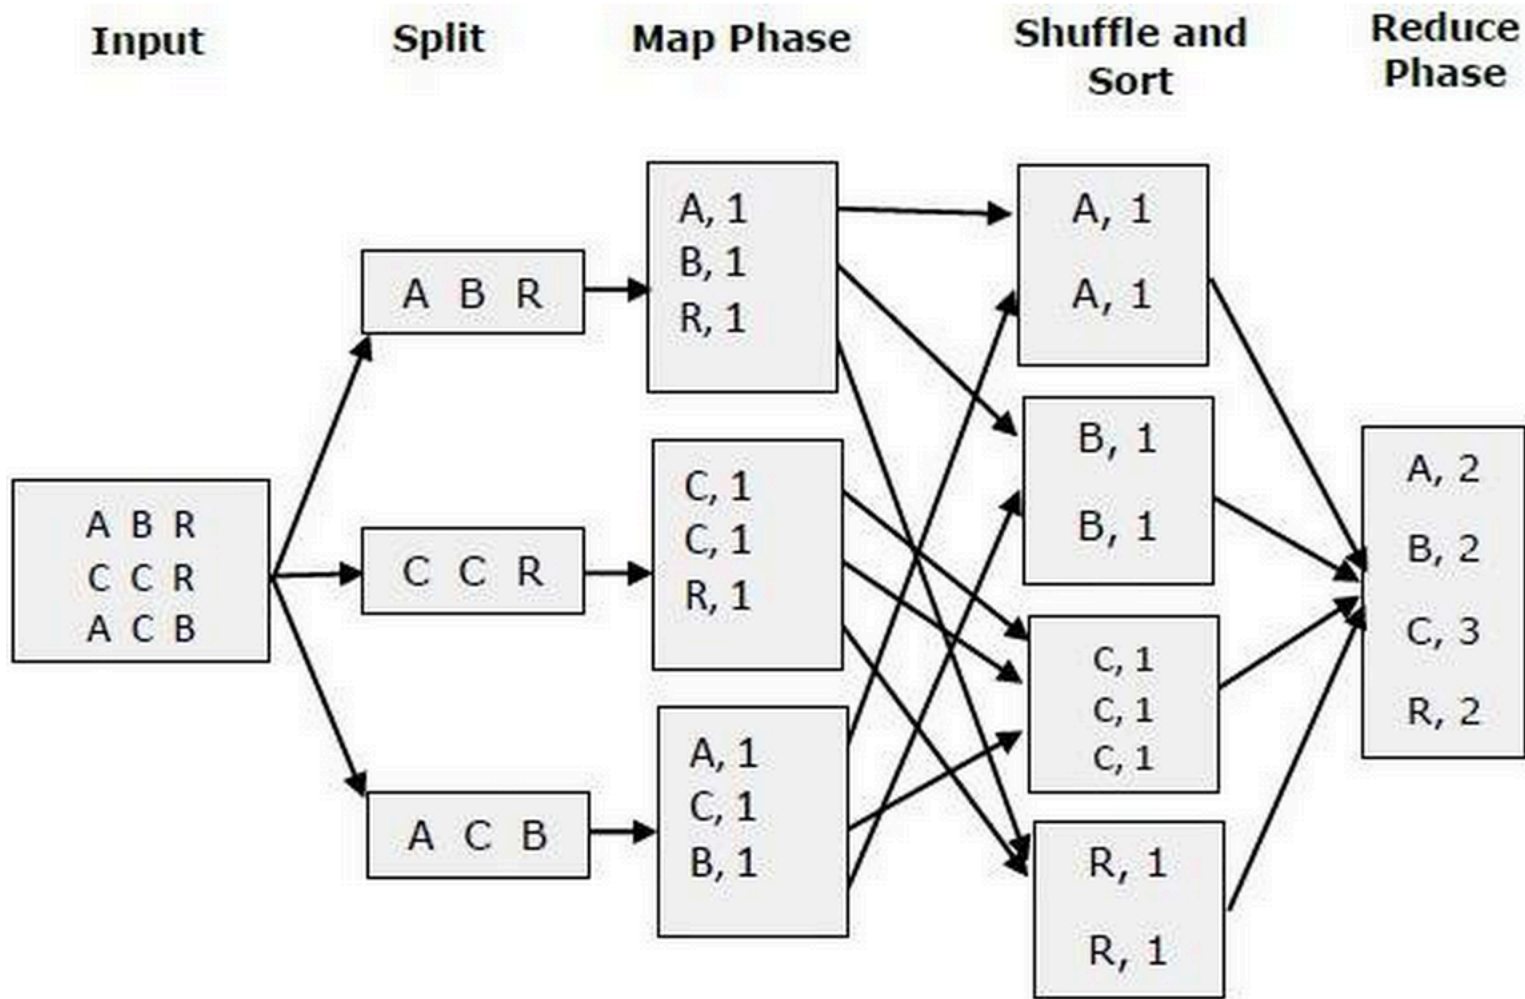 Input
Split
Map Phase
Shuffle and
Sort
Reduce
Phase
A B R
C C R
A C B
A B R
C C R
A C B
A, 1
B, 1
R, 1
C, 1
C, 1
R, 1
A, 1
C, 1
B, 1
A, 1
A, 1
B, 1
B, 1
C, 1
C, 1
C, 1
R, 1
R, 1
A, 2
B, 2
C, 3
R, 2